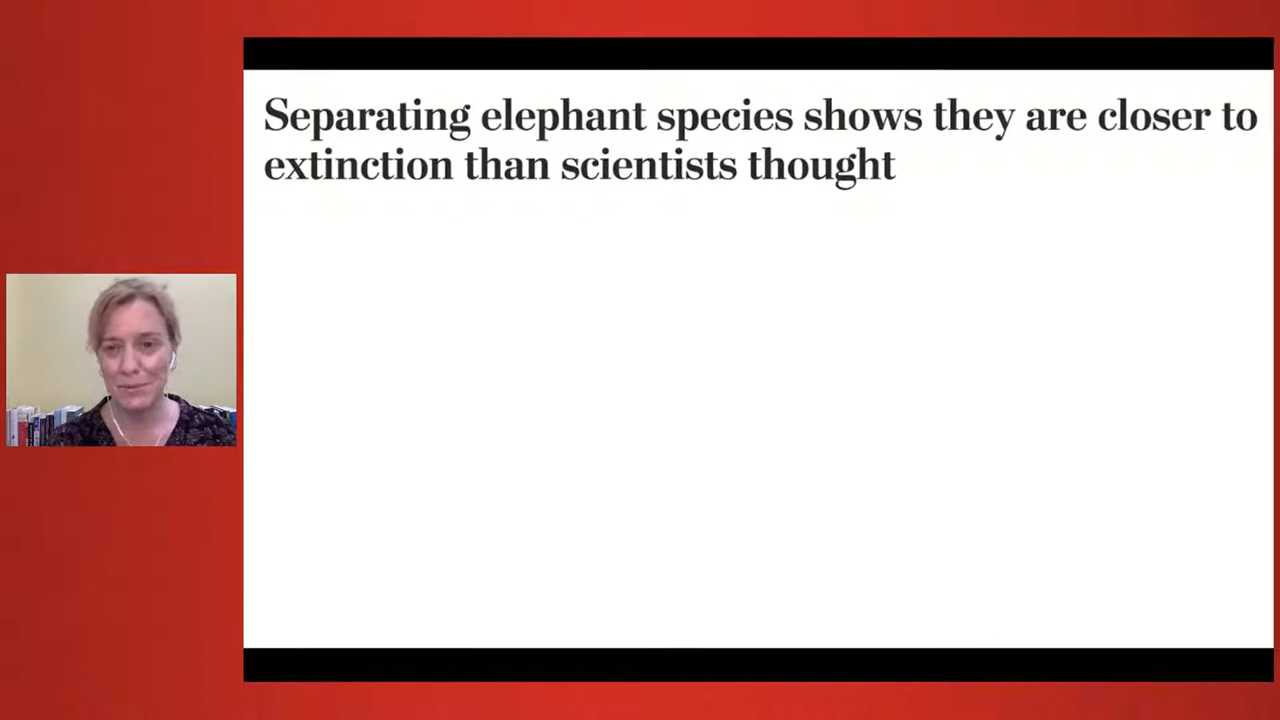 Separating elephant species shows they are closer to
extinction than scientists thought